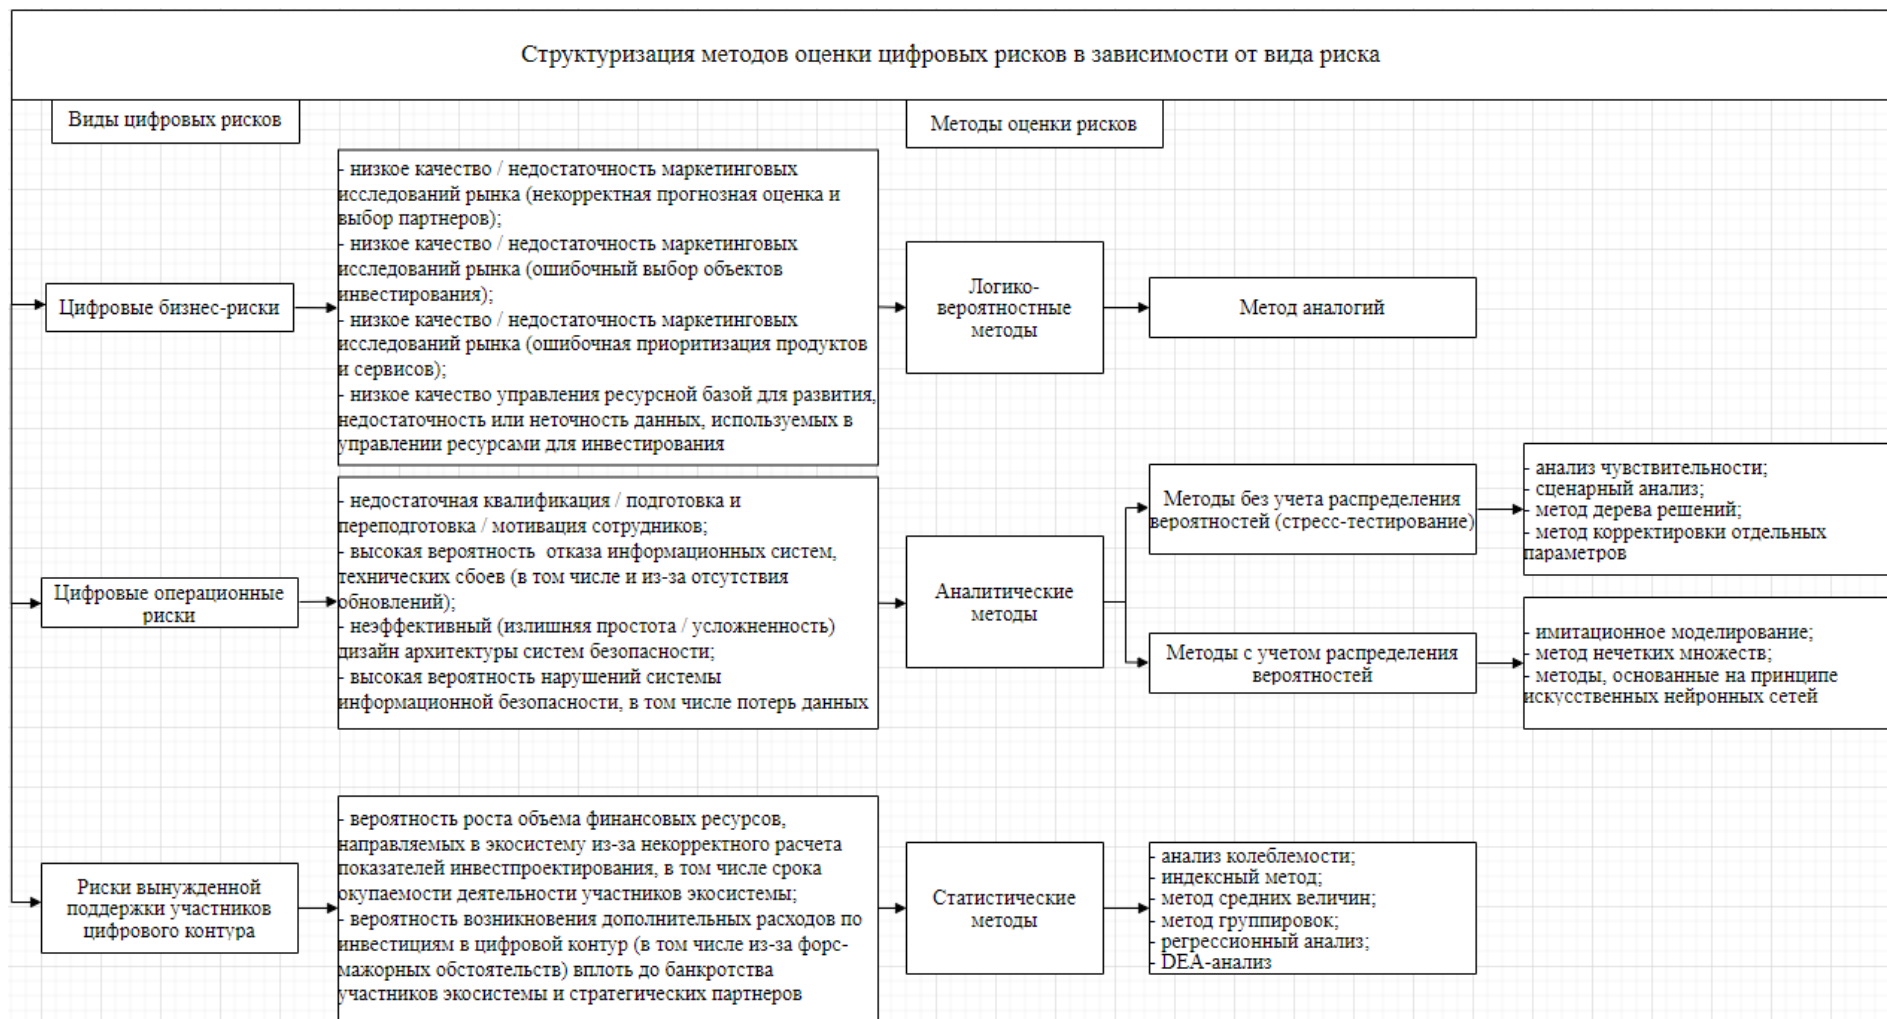 Структуризация методов оценки цифровых рисков в зависимости от вида риска
Виды цифровых рисков
Методы оценки рисков
Цифровые бизнес-риски
- низкое качество / недостаточность маркетинговых
исследований рынка (некорректная прогнозная оценка и
выбор партнеров);
- низкое качество / недостаточность маркетинговых
исследований рынка (ошибочный выбор объектов
инвестирования);
- низкое качество / недостаточность маркетинговых
исследований рынка (ошибочная приоритизация продуктов
и сервисов);
- низкое качество управления ресурсной базой для развития,
недостаточность или неточность данных, используемых в
управлении ресурсами для инвестирования
Логико-
вероятностные
методы
Метод аналогий
Цифровые операционные
риски
- недостаточная квалификация / подготовка и
переподготовка / мотивация сотрудников;
- высокая вероятность отказа информационных систем,
технических сбоев (в том числе и из-за отсутствия
обновлений);
- неэффективный (излишняя простота / усложненность)
дизайн архитектуры систем безопасности;
- высокая вероятность нарушений системы
информационной безопасности, в том числе потерь данных
Аналитические
методы
Методы без учета распределения
вероятностей (стресс-тестирование)
- анализ чувствительности;
- сценарный анализ;
- метод дерева решений;
- метод корректировки отдельных
параметров
Методы с учетом распределения
вероятностей
- имитационное моделирование;
- метод нечетких множеств;
- методы, основанные на принципе
искусственных нейронных сетей
Риски вынужденной
поддержки участников
цифрового контура
- вероятность роста объема финансовых ресурсов,
направляемых в экосистему из-за некорректного расчета
показателей инвестпроектирования, в том числе срока
окупаемости деятельности участников экосистемы;
- вероятность возникновения дополнительных расходов по
инвестициям в цифровой контур (в том числе из-за форс-
мажорных обстоятельств) вплоть до банкротства
участников экосистемы и стратегических партнеров
Статистические
методы
- анализ колеблемости;
- индексный метод;
- метод средних величин;
- метод группировок;
- регрессионный анализ;
- DEA-анализ